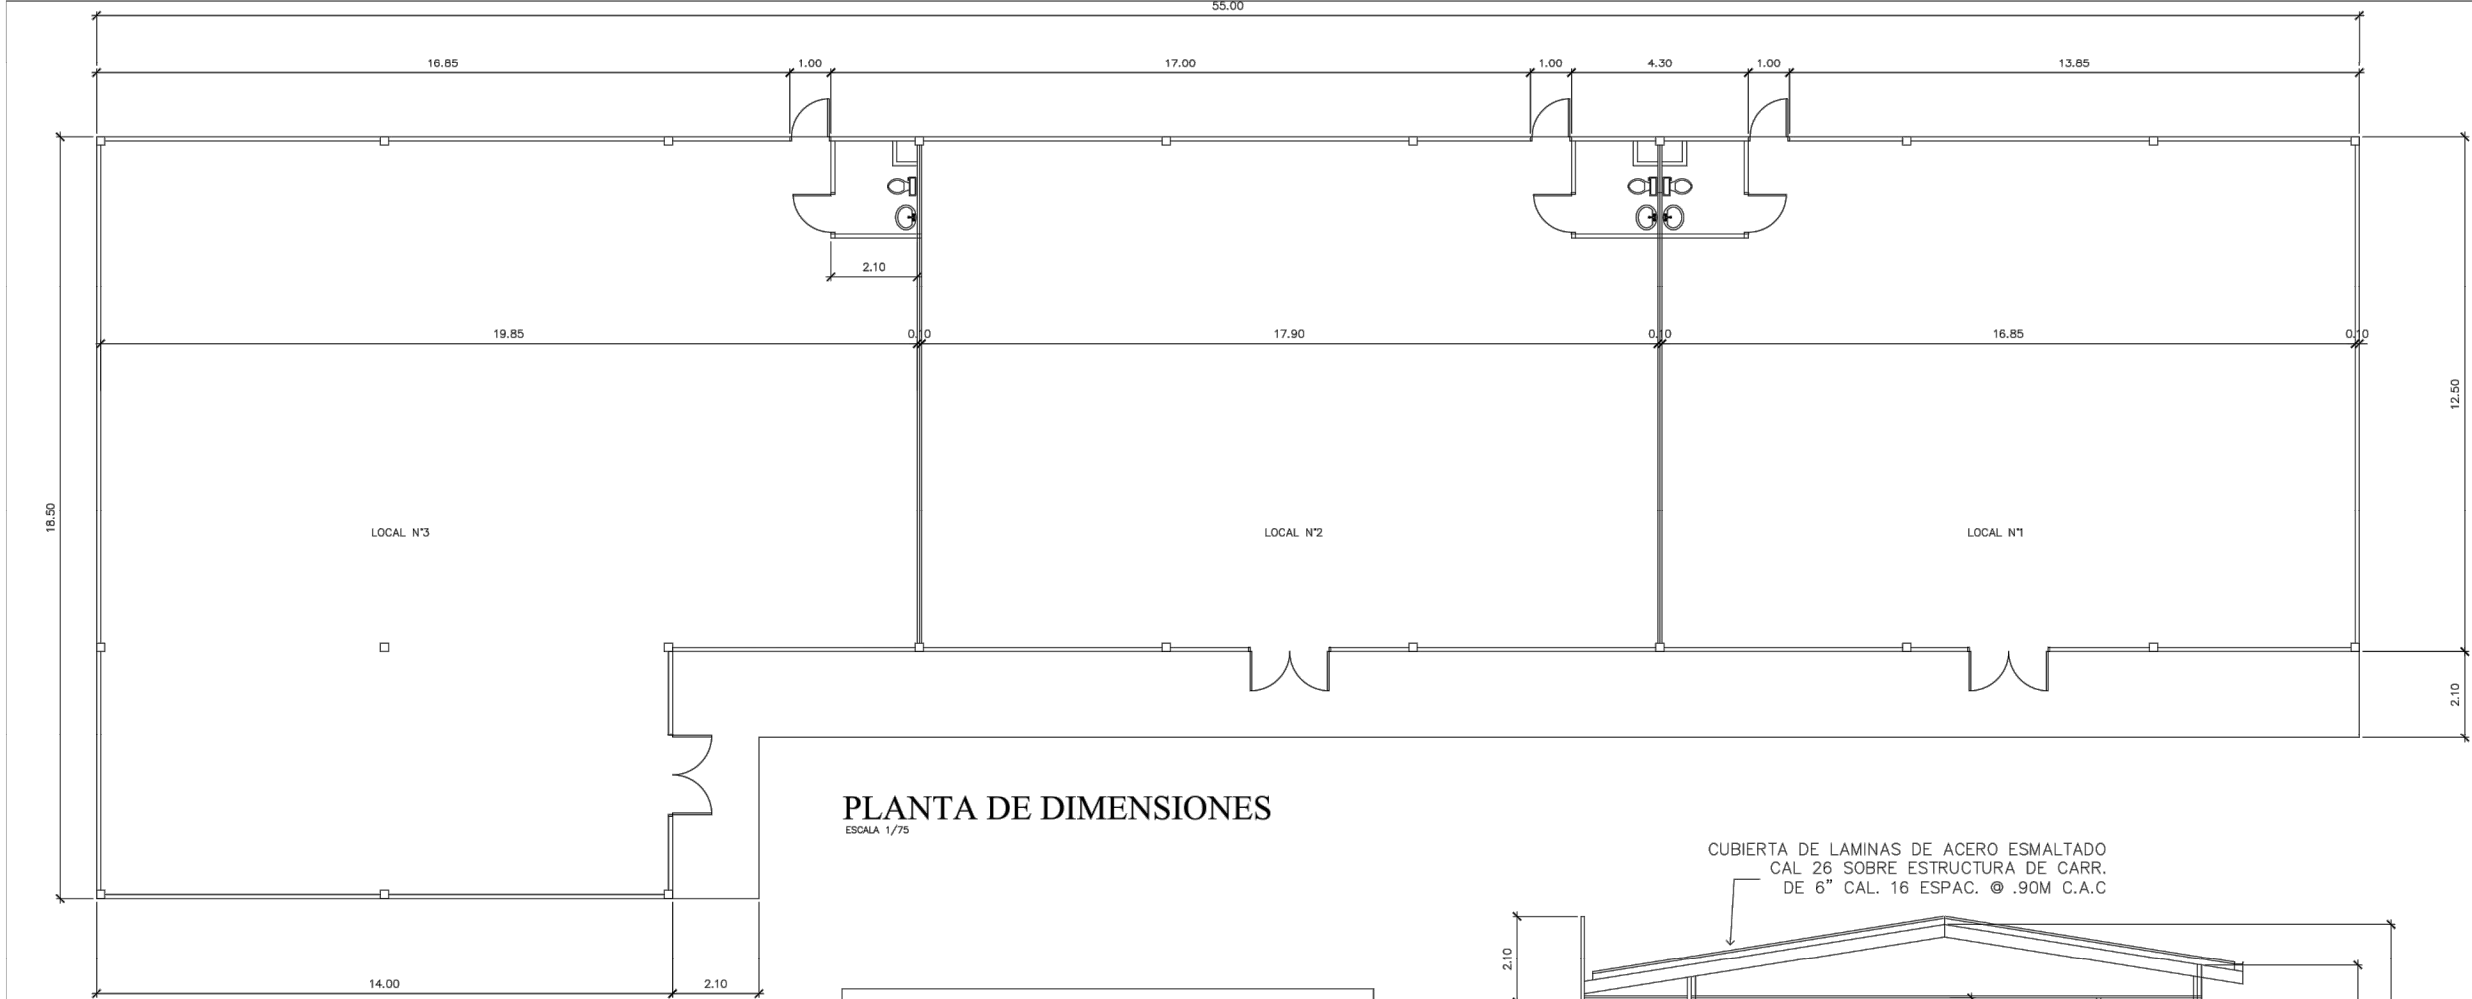 55.00
16.85
1.00
17.00
1.00
4.30
1.00
13.85
2.10
19.85
0.10
17.90
0.10
16.85
0.10
12.50
18.50
LOCAL N°3
LOCAL N°2
LOCAL N°1
2.10
PLANTA DE DIMENSIONES
ESCALA 1/75
CUBIERTA DE LAMINAS DE ACERO ESMALTADO
CAL 26 SOBRE ESTRUCTURA DE CARR.
DE 6” CAL. 16 ESPAC. @ .90M C.A.C
2.10
14.00
2.10